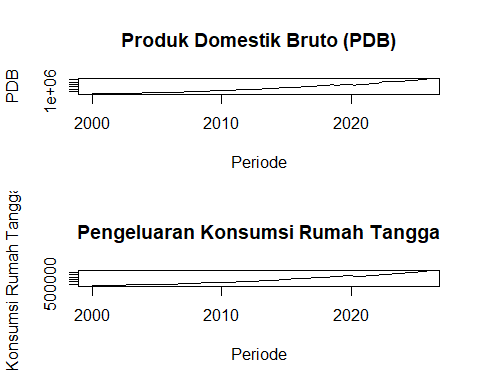 Produk Domestik Bruto (PDB)
PDB
1e+06
2000 2010 2020
Periode
Pengeluaran Konsumsi Rumah Tangga
Konsumsi Rumah Tangga
500000
2000 2010 2020
Periode